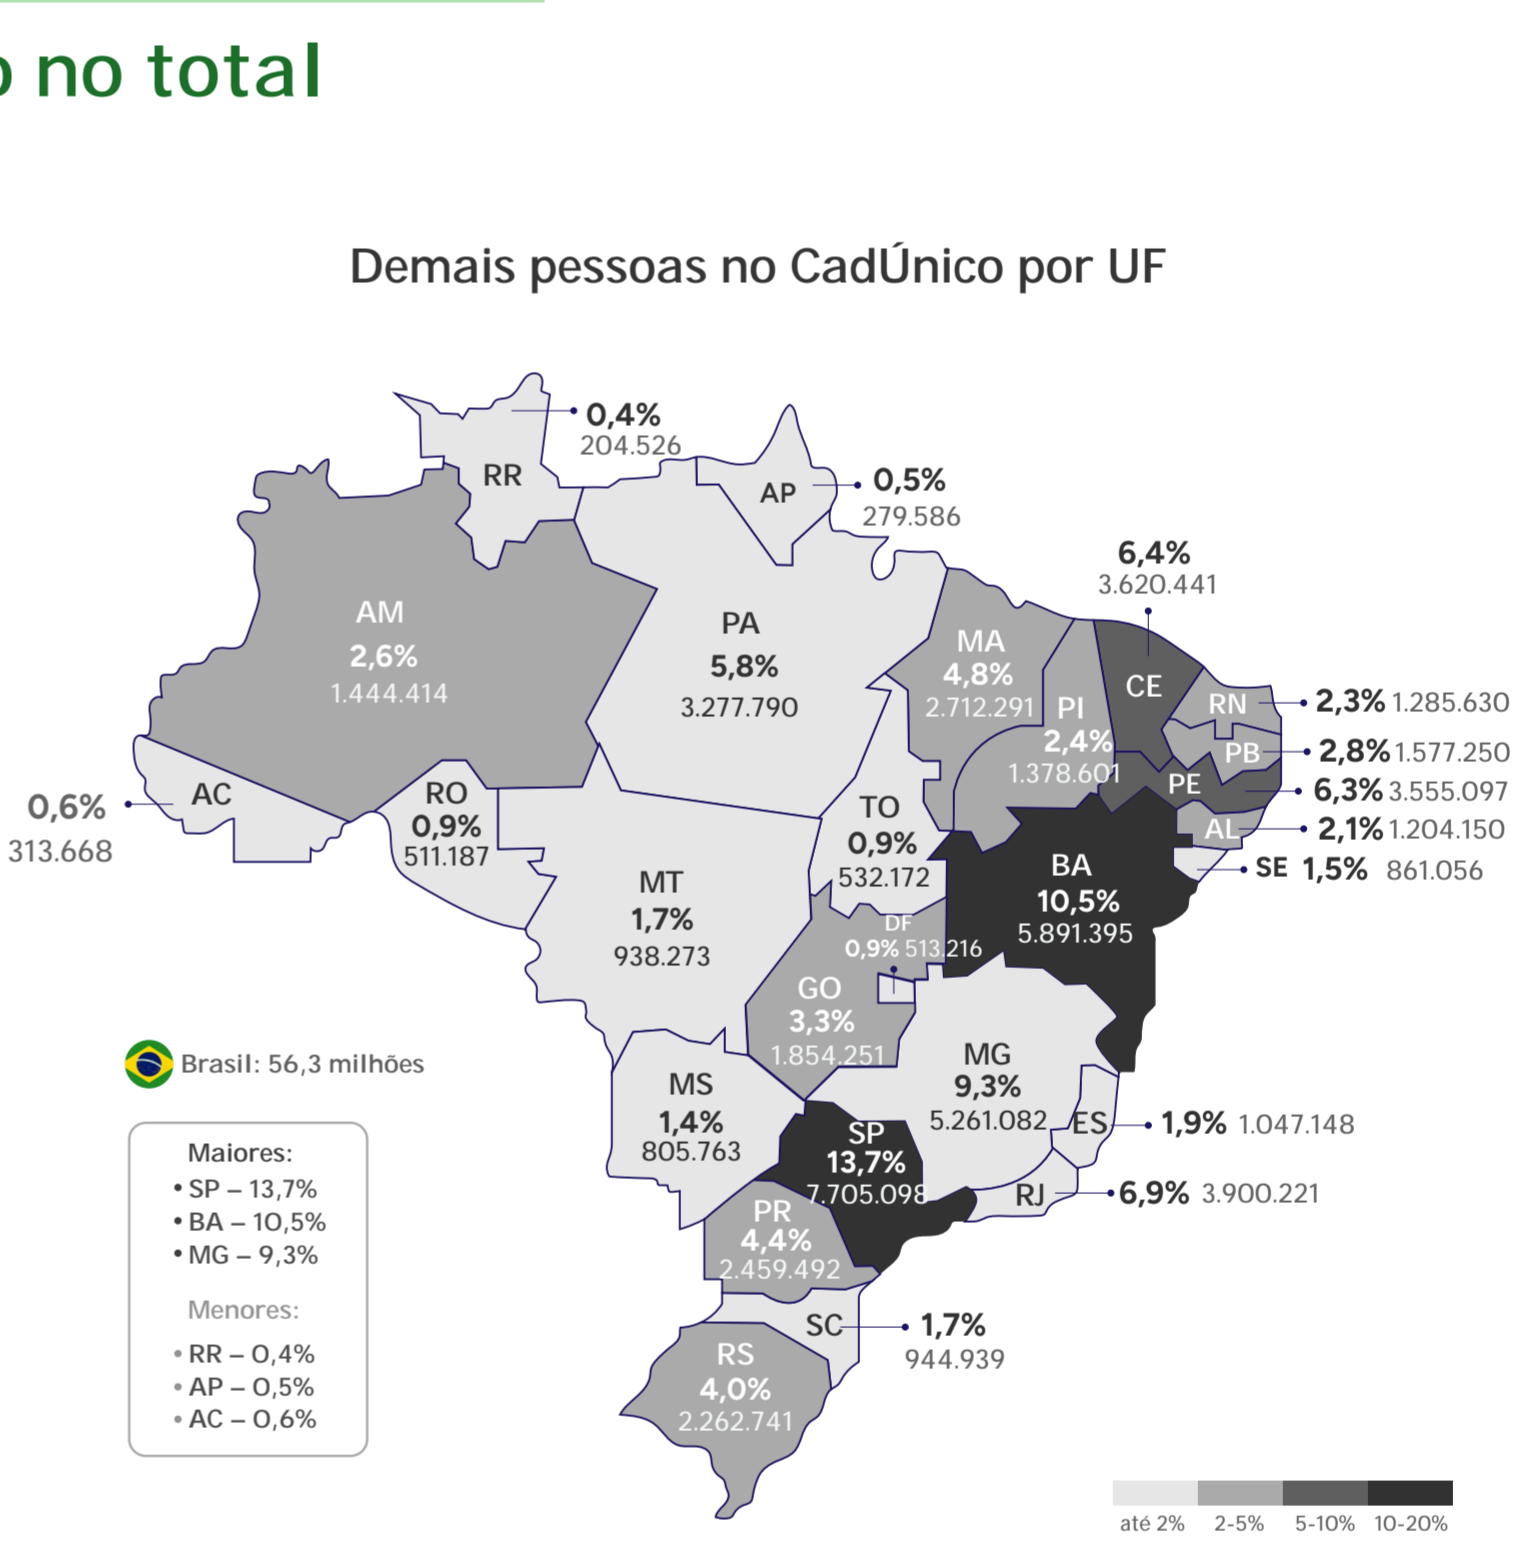 o no total
Demais pessoas no CadÚnico por UF
0,4%
204.526
RR
AP
0,5%
279.586
6,4%
3.620.441
AM
2,6%
1.444.414
PA
5,8%
3.277.790
MA
4,8%
2.712.291
PI
2,4%
1.378.601
CE
RN
2,3% 1.285.630
PB
2,8% 1.577.250
PE
6,3% 3.555.097
AL
2,1% 1.204.150
SE 1,5% 861.056
AC
0,6%
313.668
RO
0,9%
511.187
TO
0,9%
532.172
BA
10,5%
5.891.395
MT
1,7%
938.273
DF
0,9% 513.216
GO
3,3%
1.854.251
MG
9,3%
5.261.082
ES
1,9% 1.047.148
MS
1,4%
805.763
SP
13,7%
7.705.098
RJ
6,9% 3.900.221
PR
4,4%
2.459.492
SC
1,7%
944.939
RS
4,0%
2.262.741
Brasil: 56,3 milhões
Maiores:
• SP – 13,7%
• BA – 10,5%
• MG – 9,3%
Menores:
• RR – 0,4%
• AP – 0,5%
• AC – 0,6%
até 2% 2-5% 5-10% 10-20%